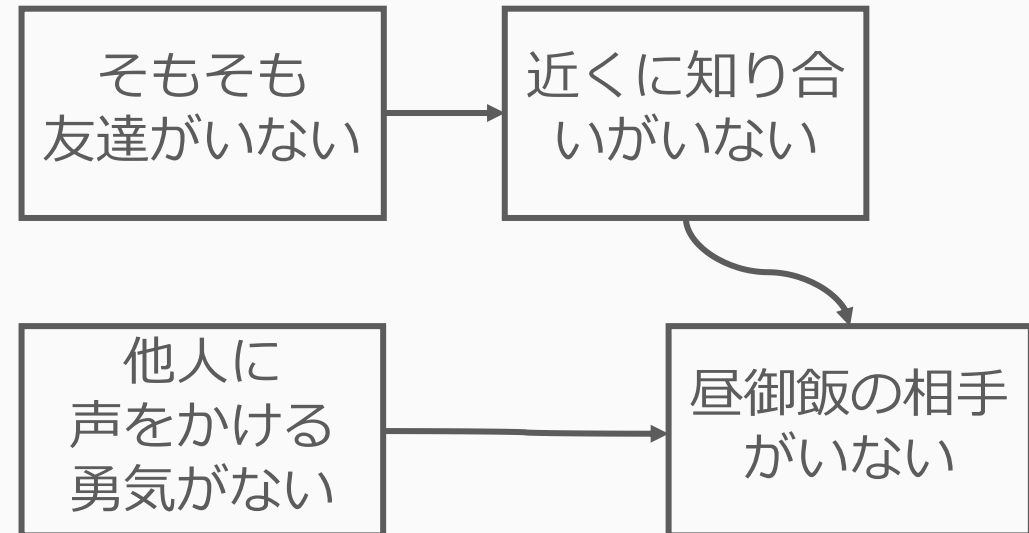 そもそも
友達がいない
近くに知り合
いがいない
他人に
声をかける
勇気がない
昼御飯の相手
がいない